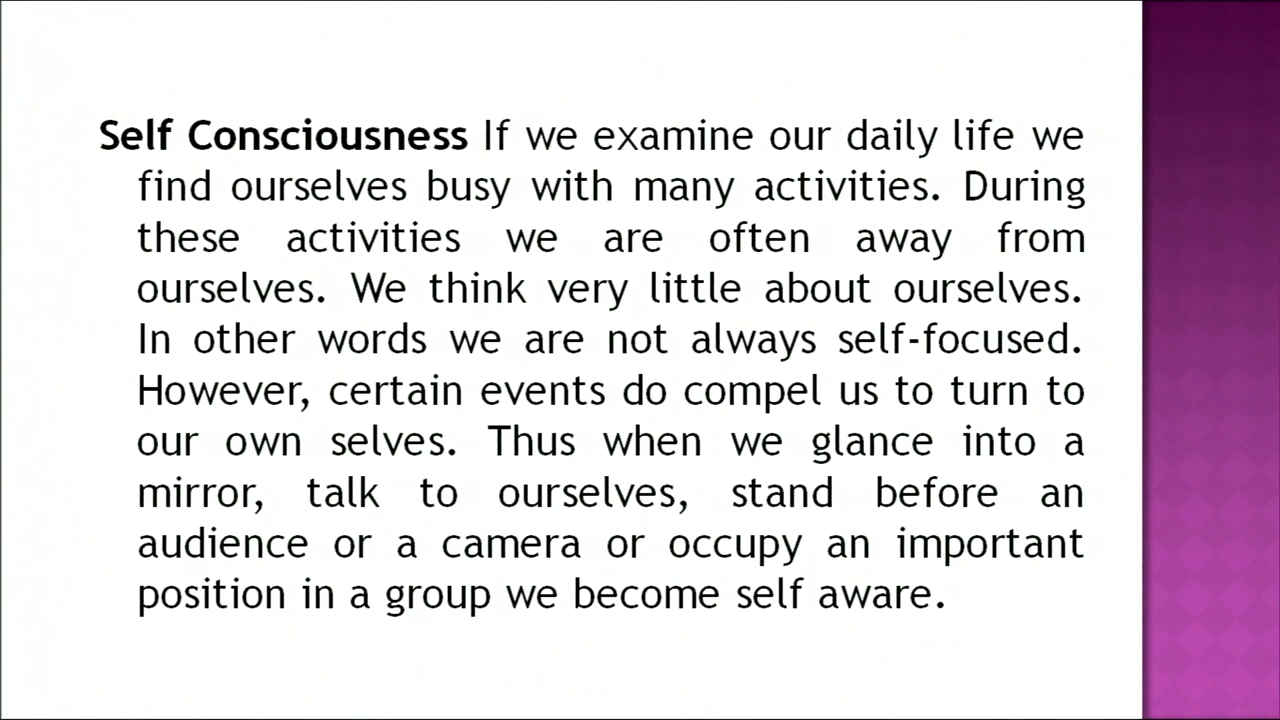 Self Consciousness If we examine our daily life we
find ourselves busy with many activities. During
these activities we are often away from
ourselves. We think very little about ourselves.
In other words we are not always self-focused.
However, certain events do compel us to turn to
our own selves. Thus when we glance into a
mirror, talk to ourselves, stand before an
audience or a camera or occupy an important
position in a group we become self aware.